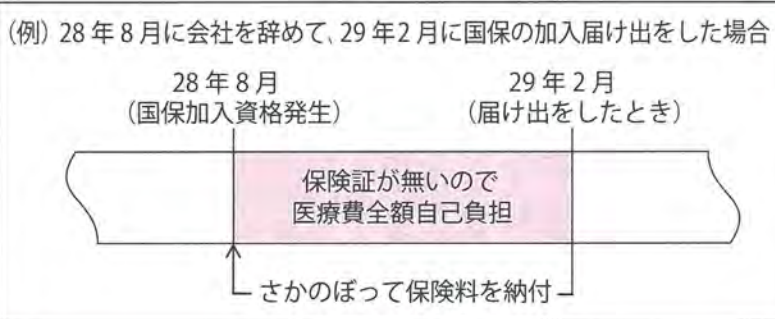 (例) 28年8月に会社を辞めて、29年2月に国保の加入届け出をした場合
28年8月
(国保加入資格発生)
29年2月
(届け出をしたとき)
保険証が無いので
医療費全額自己負担
さかのぼって保険料を納付